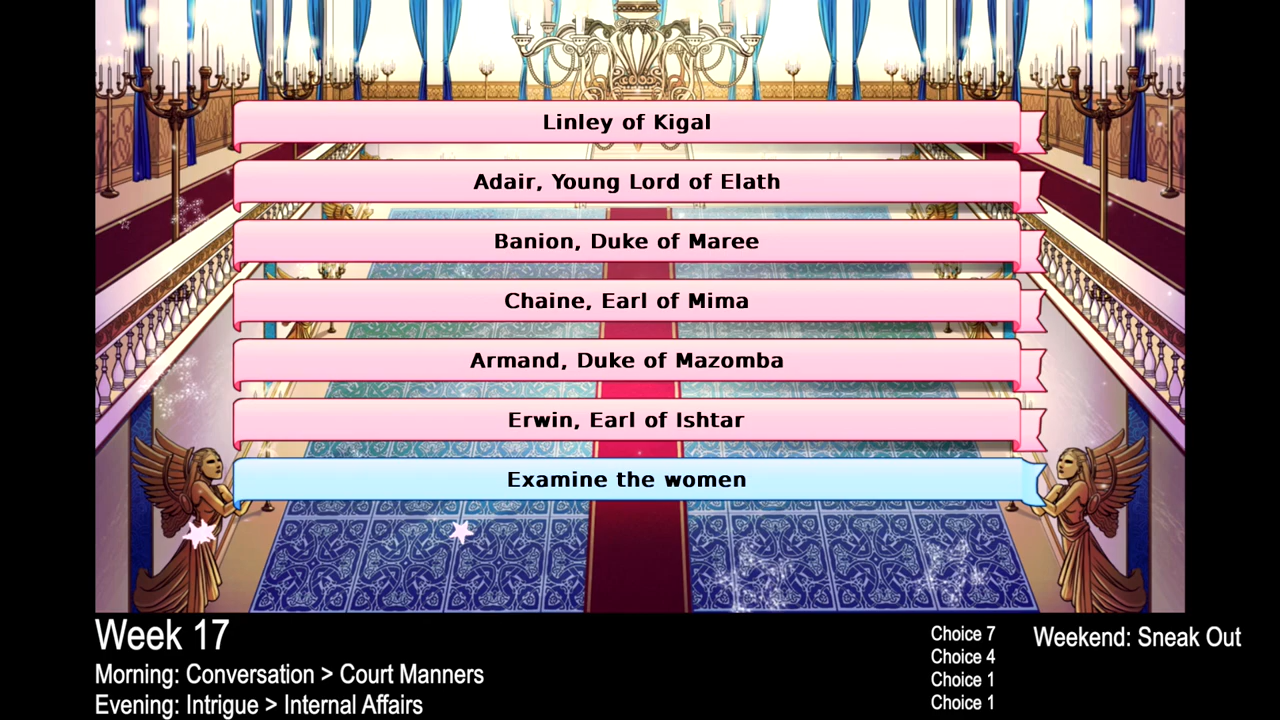 Linley of Kigal
Adair, Young Lord of Elath
Banion, Duke of Maree
Chaine, Earl of Mima
Armand, Duke of Mazomba
Erwin, Earl of Ishtar
Examine the women
Week 17
Morning: Conversation > Court Manners
Evening: Intrigue > Internal Affairs
Choice 7
Choice 4
Choice 1
Choice 1
Weekend: Sneak Out